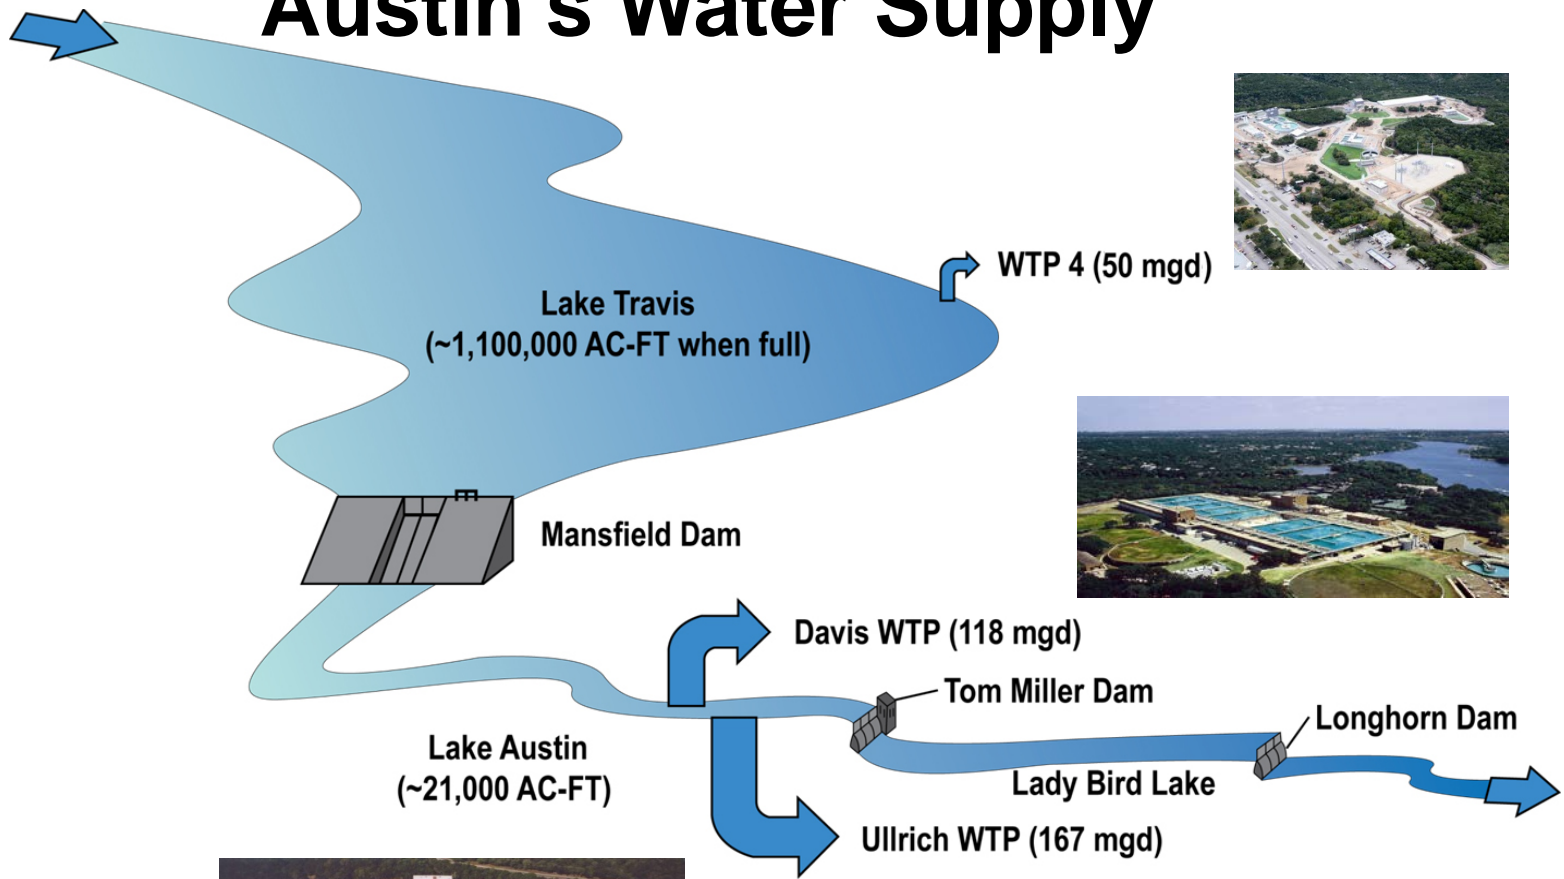 Austin's Water Supply
WTP 4 (50 mgd)
Lake Travis
(~1,100,000 AC-FT when full)
Mansfield Dam
Davis WTP (118 mgd)
Tom Miller Dam
Longhorn Dam
Lake Austin
(~21,000 AC-FT)
Lady Bird Lake
Ullrich WTP (167 mgd)